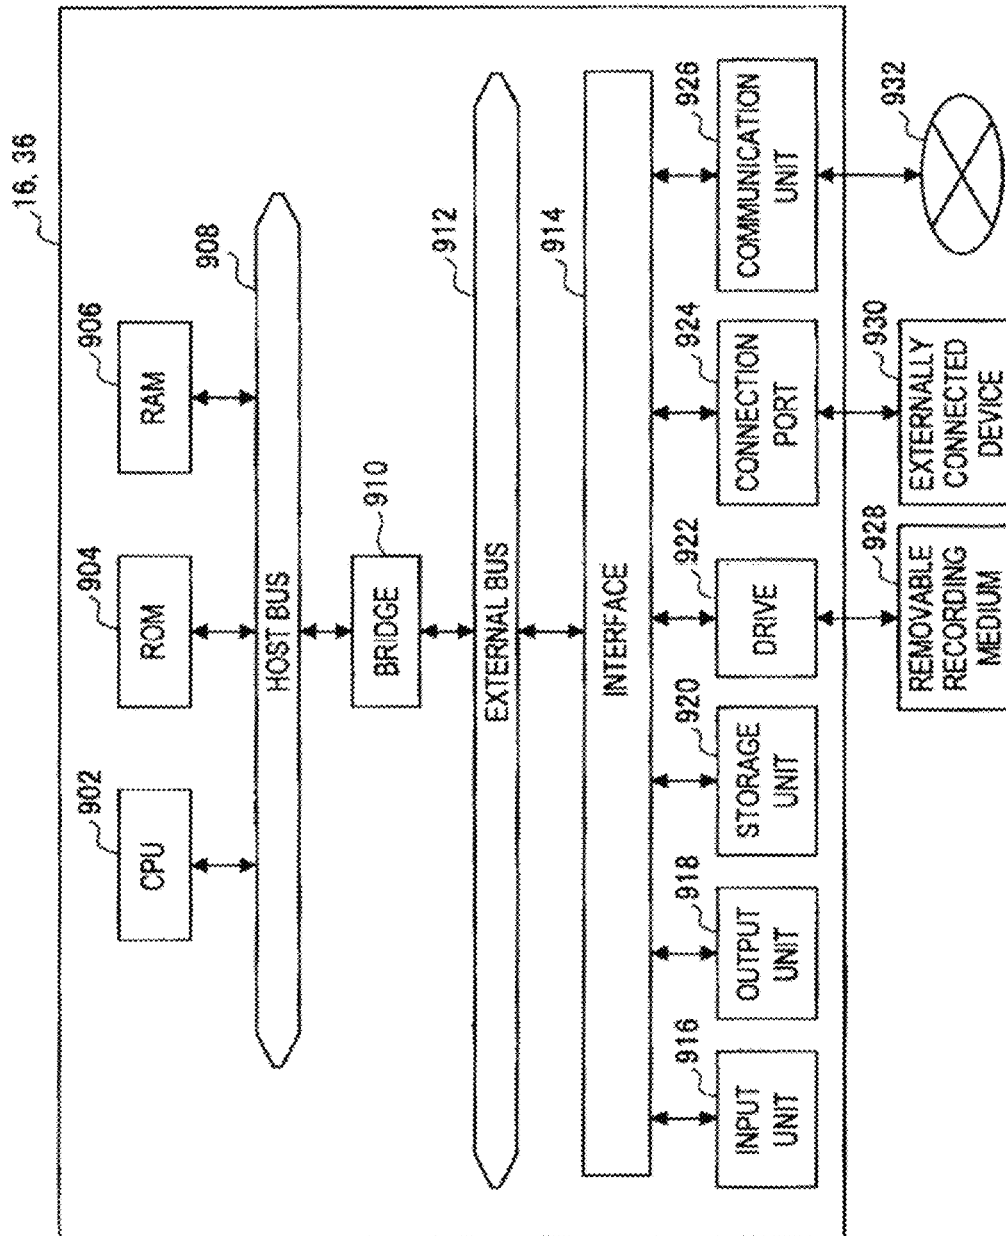 16, 36
902
CPU
904
ROM
906
RAM
908
HOST BUS
910
BRIDGE
912
EXTERNAL BUS
914
INTERFACE
916
INPUT
UNIT
918
OUTPUT
UNIT
920
STORAGE
UNIT
922
DRIVE
924
CONNECTION
PORT
926
COMMUNICATION
UNIT
928
REMOVABLE
RECORDING
MEDIUM
930
EXTERNALLY
CONNECTED
DEVICE
932